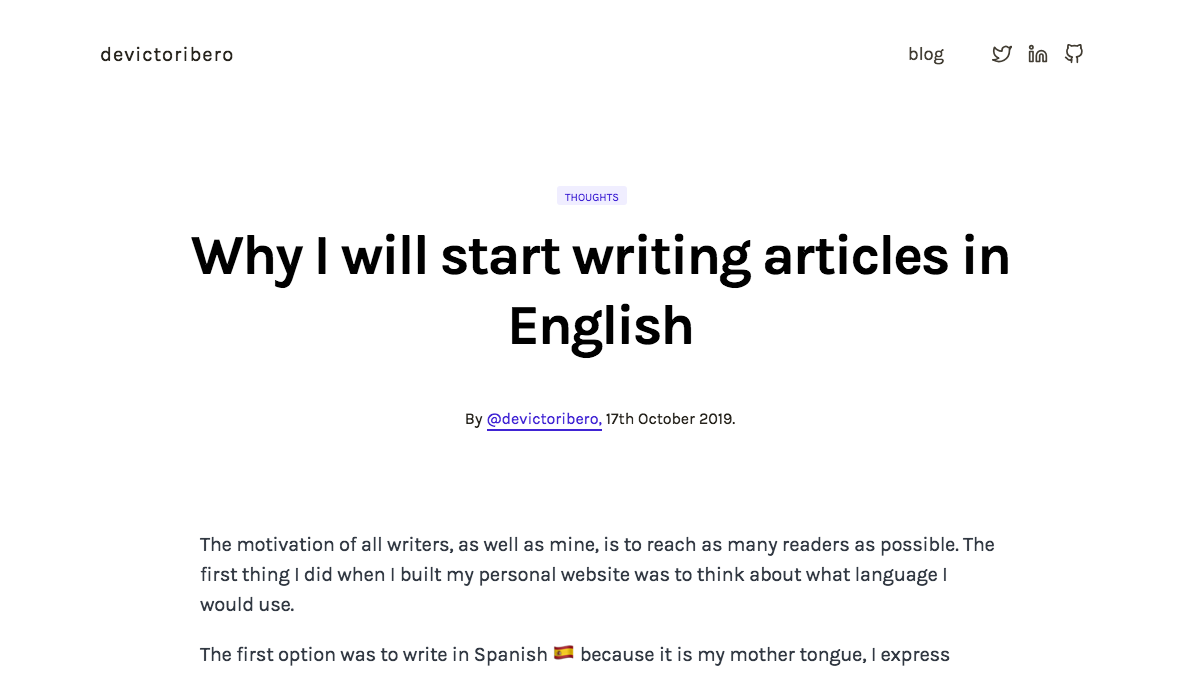 devictoribero
blog
THOUGHTS
Why I will start writing articles in
English
By @devictoribero, 17th October 2019.
The motivation of all writers, as well as mine, is to reach as many readers as possible. The
first thing I did when I built my personal website was to think about what language I
would use.
The first option was to write in Spanish 🇪🇸 because it is my mother tongue, I express